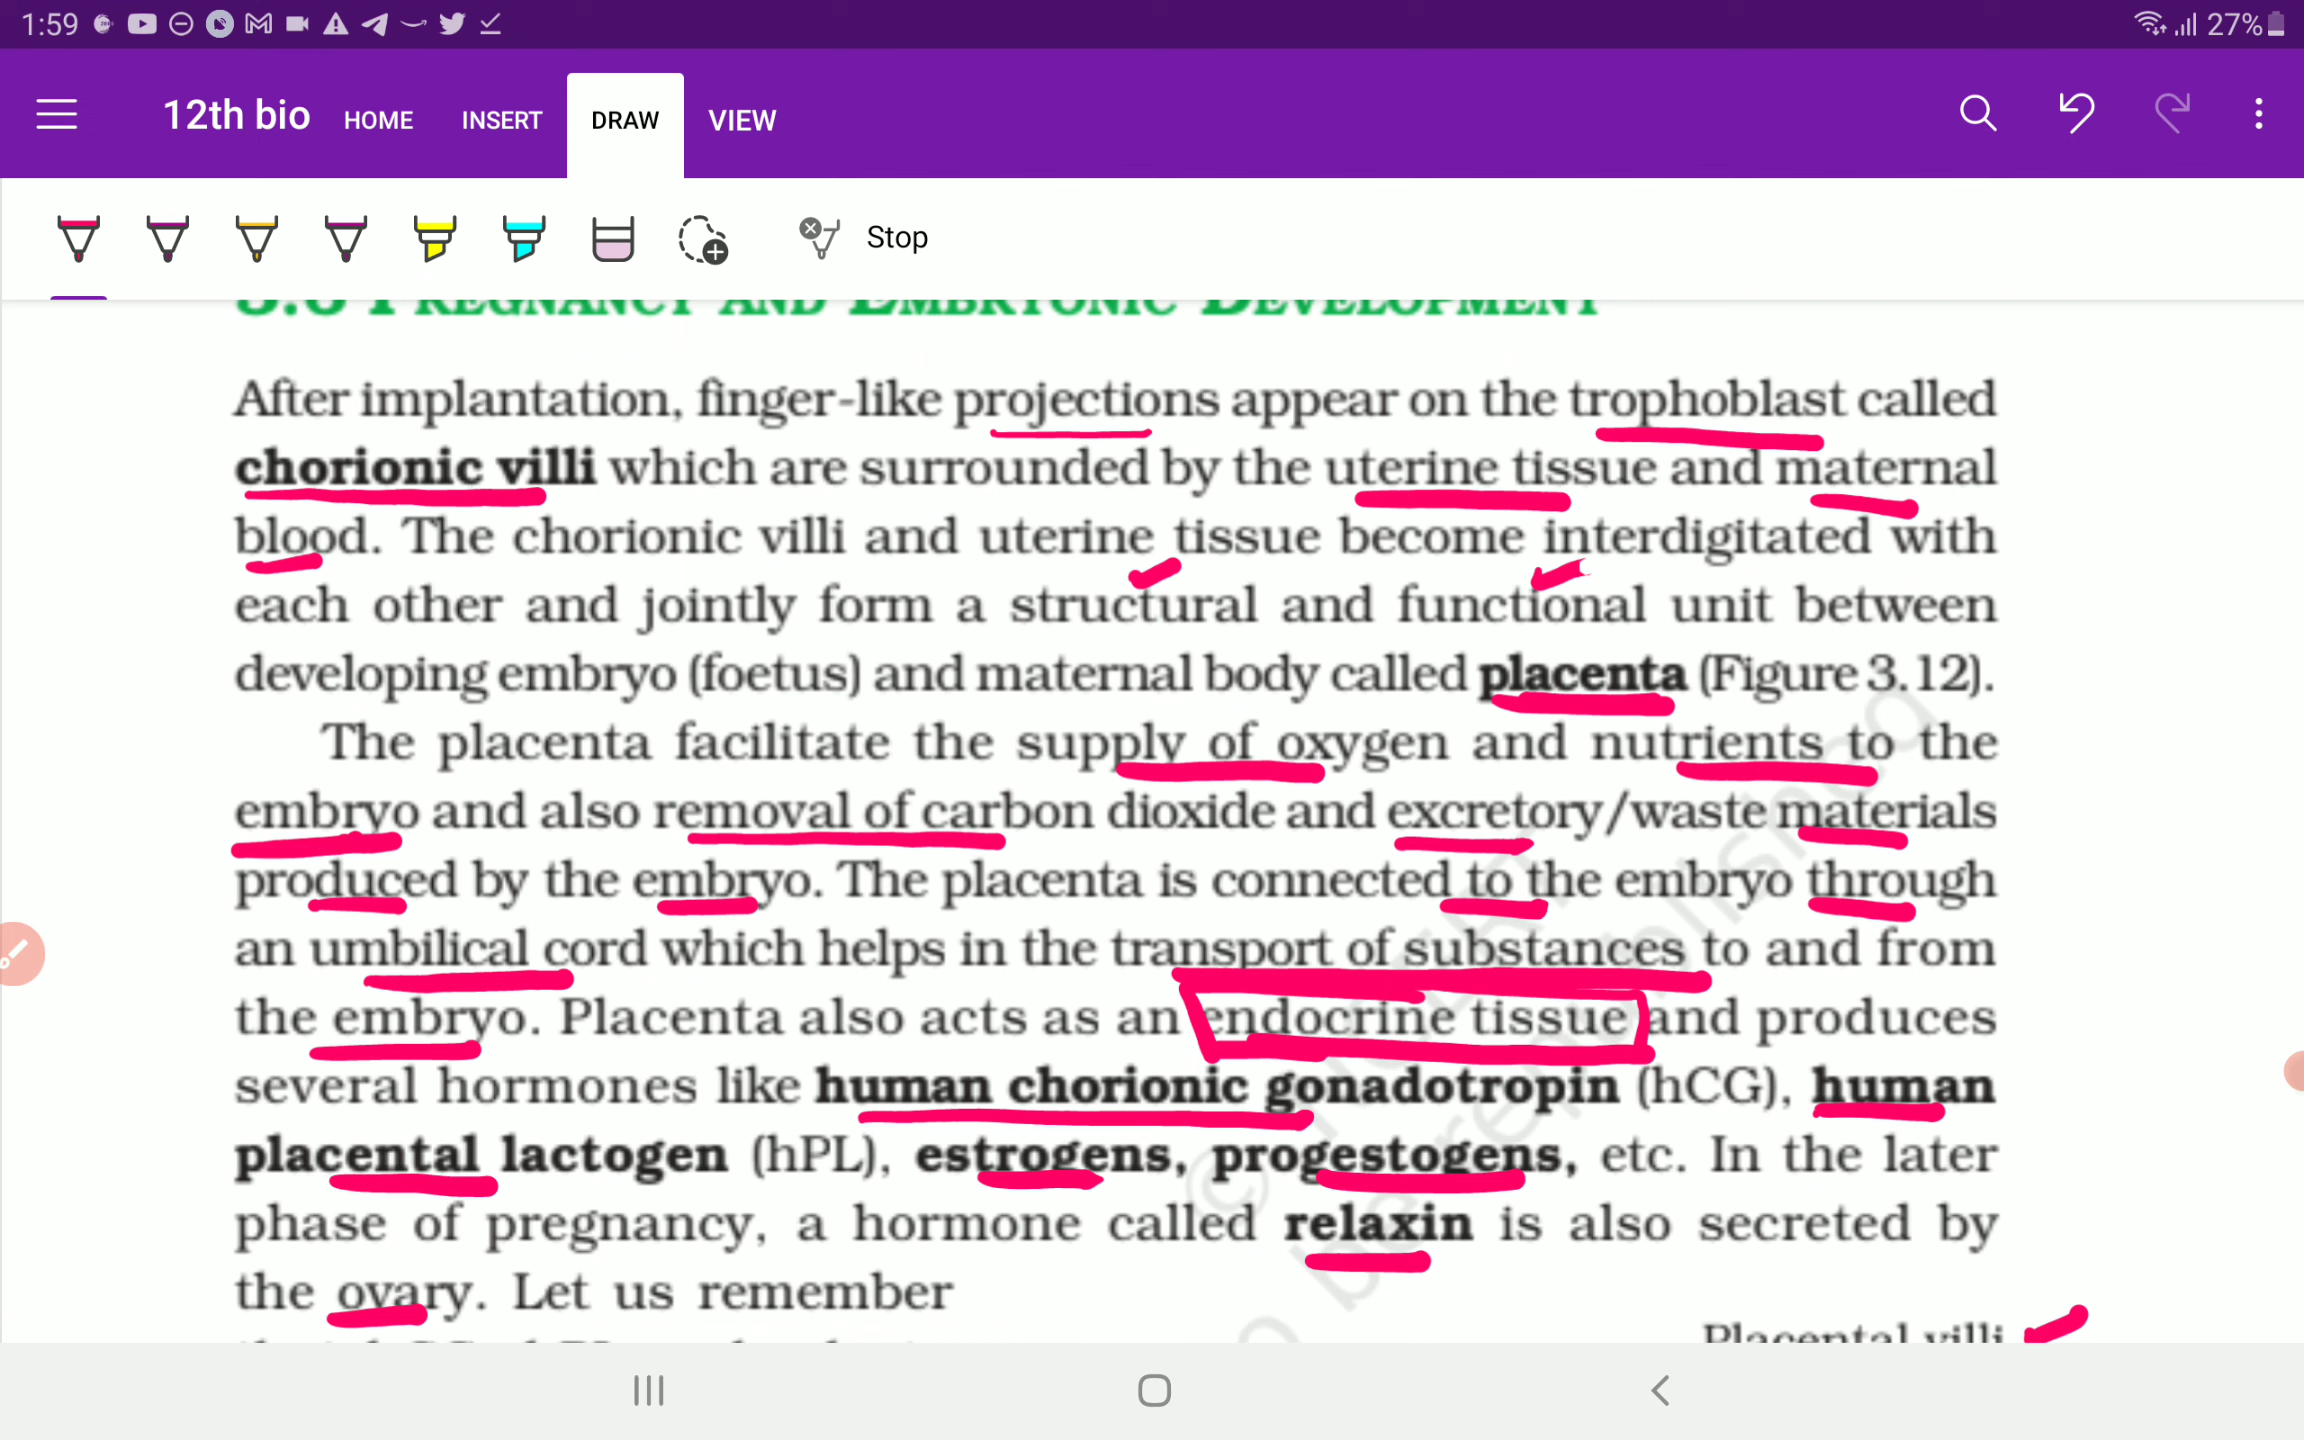 1:59 27%
12th bio HOME INSERT DRAW VIEW
Stop
PREGNANCY AND EMBRYONIC DEVELOPMENT
After implantation, finger-like projections appear on the trophoblast called
chorionic villi which are surrounded by the uterine tissue and maternal
blood. The chorionic villi and uterine tissue become interdigitated with
each other and jointly form a structural and functional unit between
developing embryo (foetus) and maternal body called placenta (Figure 3.12).
The placenta facilitate the supply of oxygen and nutrients to the
embryo and also removal of carbon dioxide and excretory/waste materials
produced by the embryo. The placenta is connected to the embryo through
an umbilical cord which helps in the transport of substances to and from
the embryo. Placenta also acts as an endocrine tissue and produces
several hormones like human chorionic gonadotropin (hCG), human
placental lactogen (hPL), estrogens, progestogens, etc. In the later
phase of pregnancy, a hormone called relaxin is also secreted by
the ovary. Let us remember
Placental villi